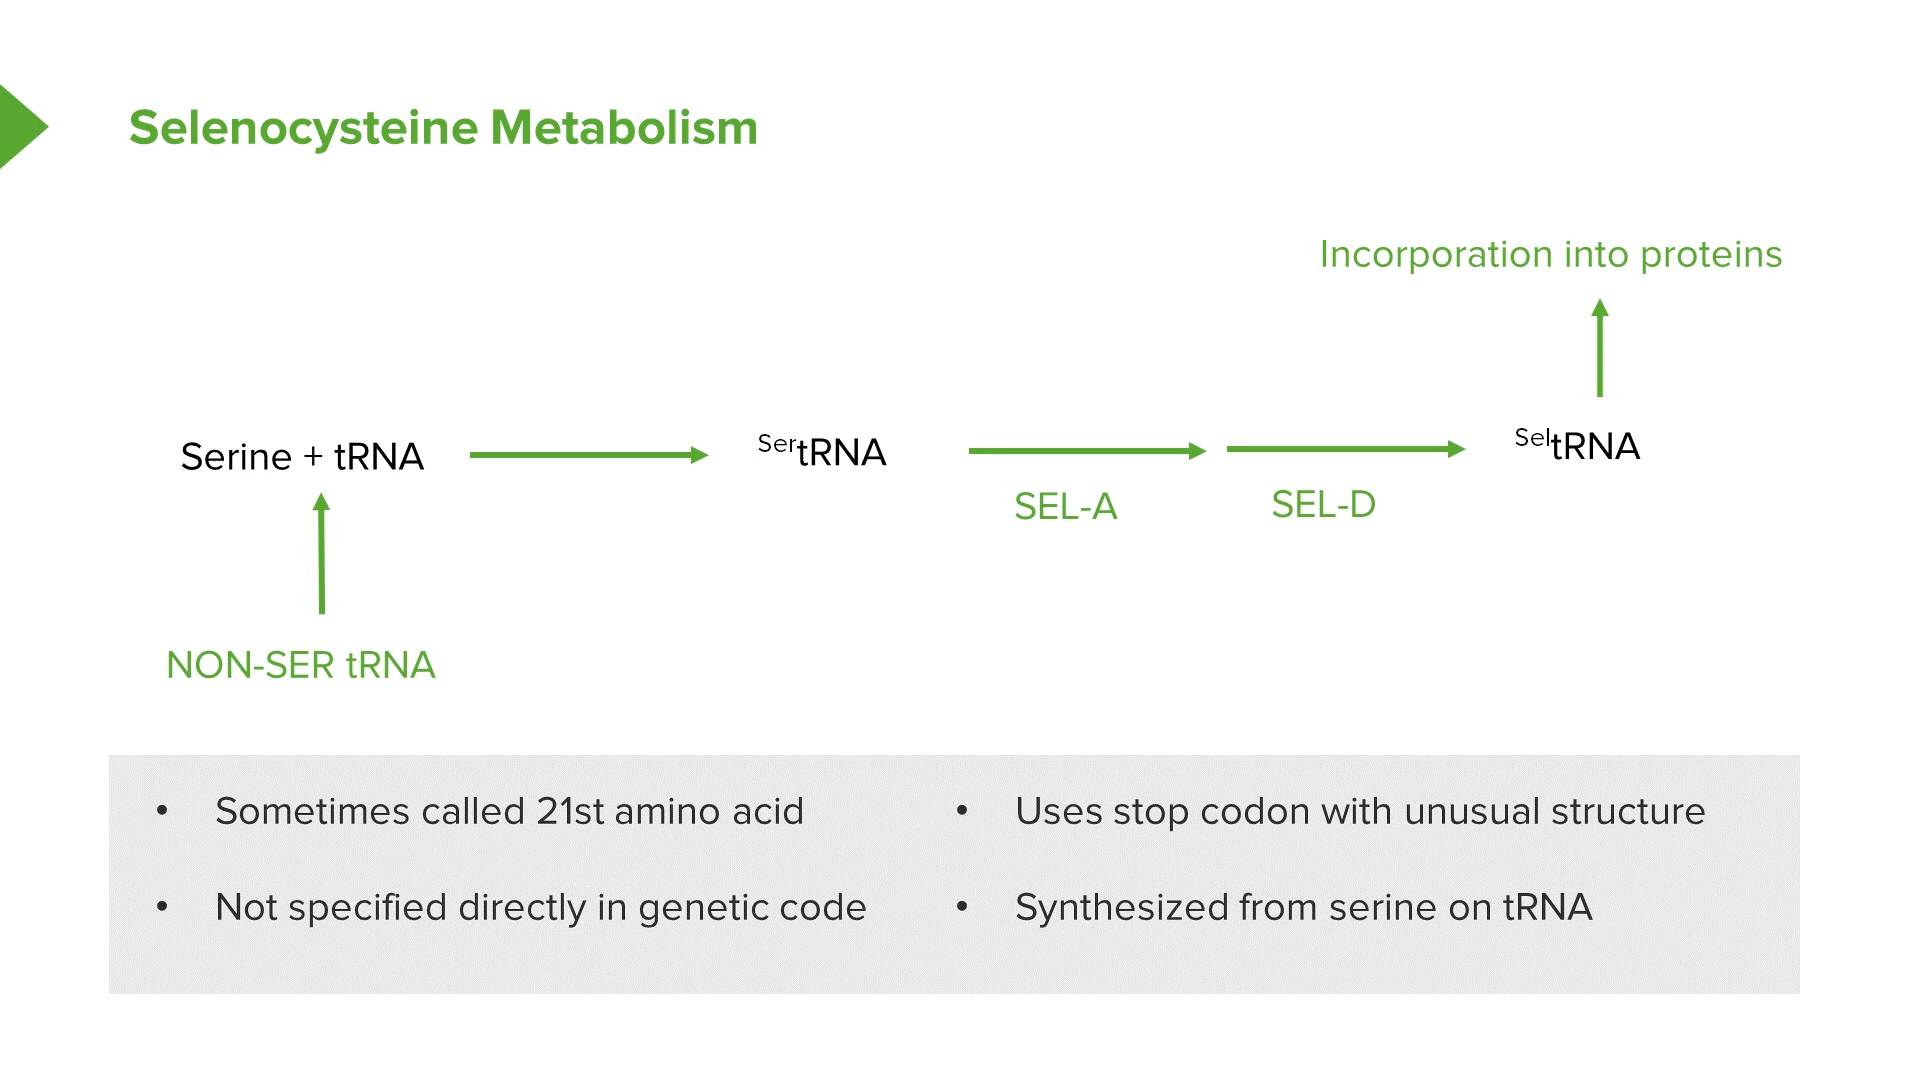 Selenocysteine Metabolism
Incorporation into proteins
Serine + tRNA
SertRNA
SeltRNA
SEL-A
SEL-D
NON-SER tRNA
• Sometimes called 21st amino acid
• Not specified directly in genetic code
• Uses stop codon with unusual structure
• Synthesized from serine on tRNA